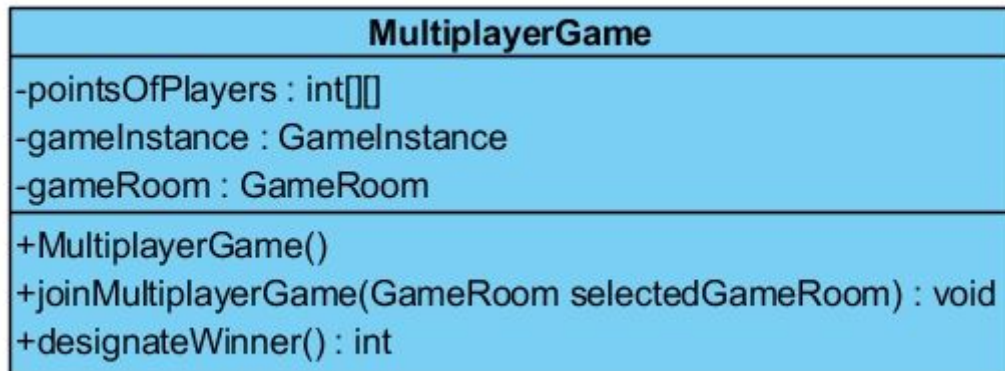 MultiplayerGame
-pointsOfPlayers : int[][]
-gameInstance : GameInstance
-gameRoom : GameRoom
+MultiplayerGame()
+joinMultiplayerGame(GameRoom selectedGameRoom) : void
+designateWinner() : int